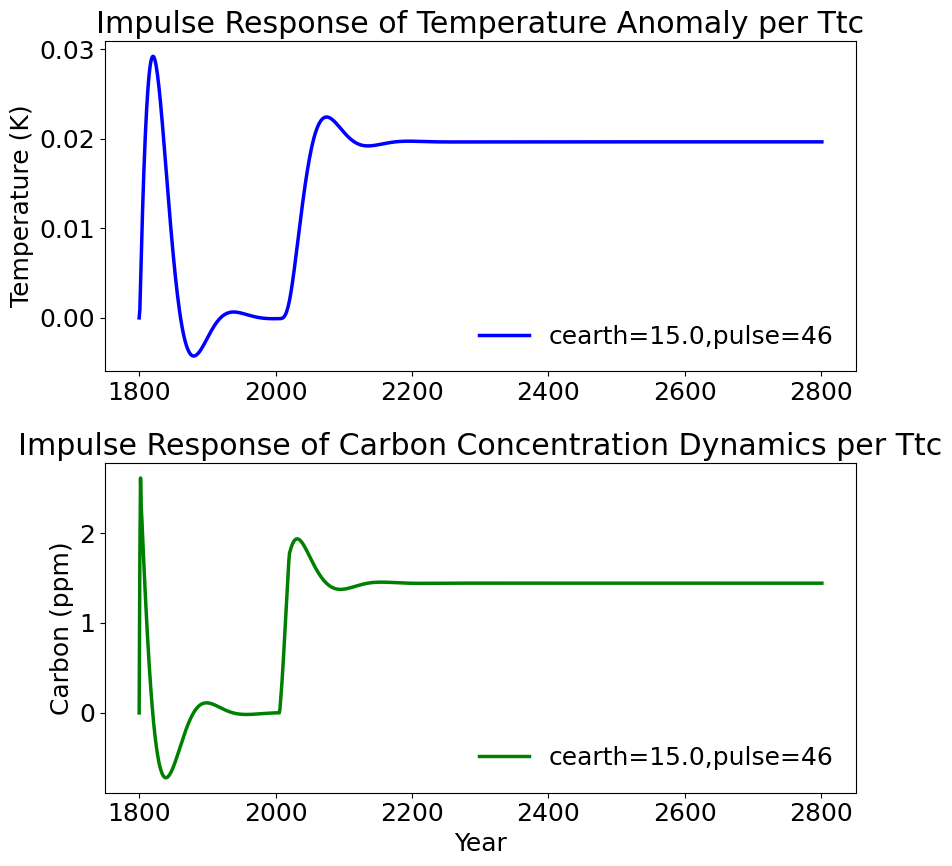 Impulse Response of Temperature Anomaly per Ttc
0.03
0.02
0.01
0.00
Temperature (K)
cearth=15.0,pulse=46
1800 2000 2200 2400 2600 2800
Impulse Response of Carbon Concentration Dynamics per Ttc
2
1
0
Carbon (ppm)
cearth=15.0,pulse=46
1800 2000 2200 2400 2600 2800
Year